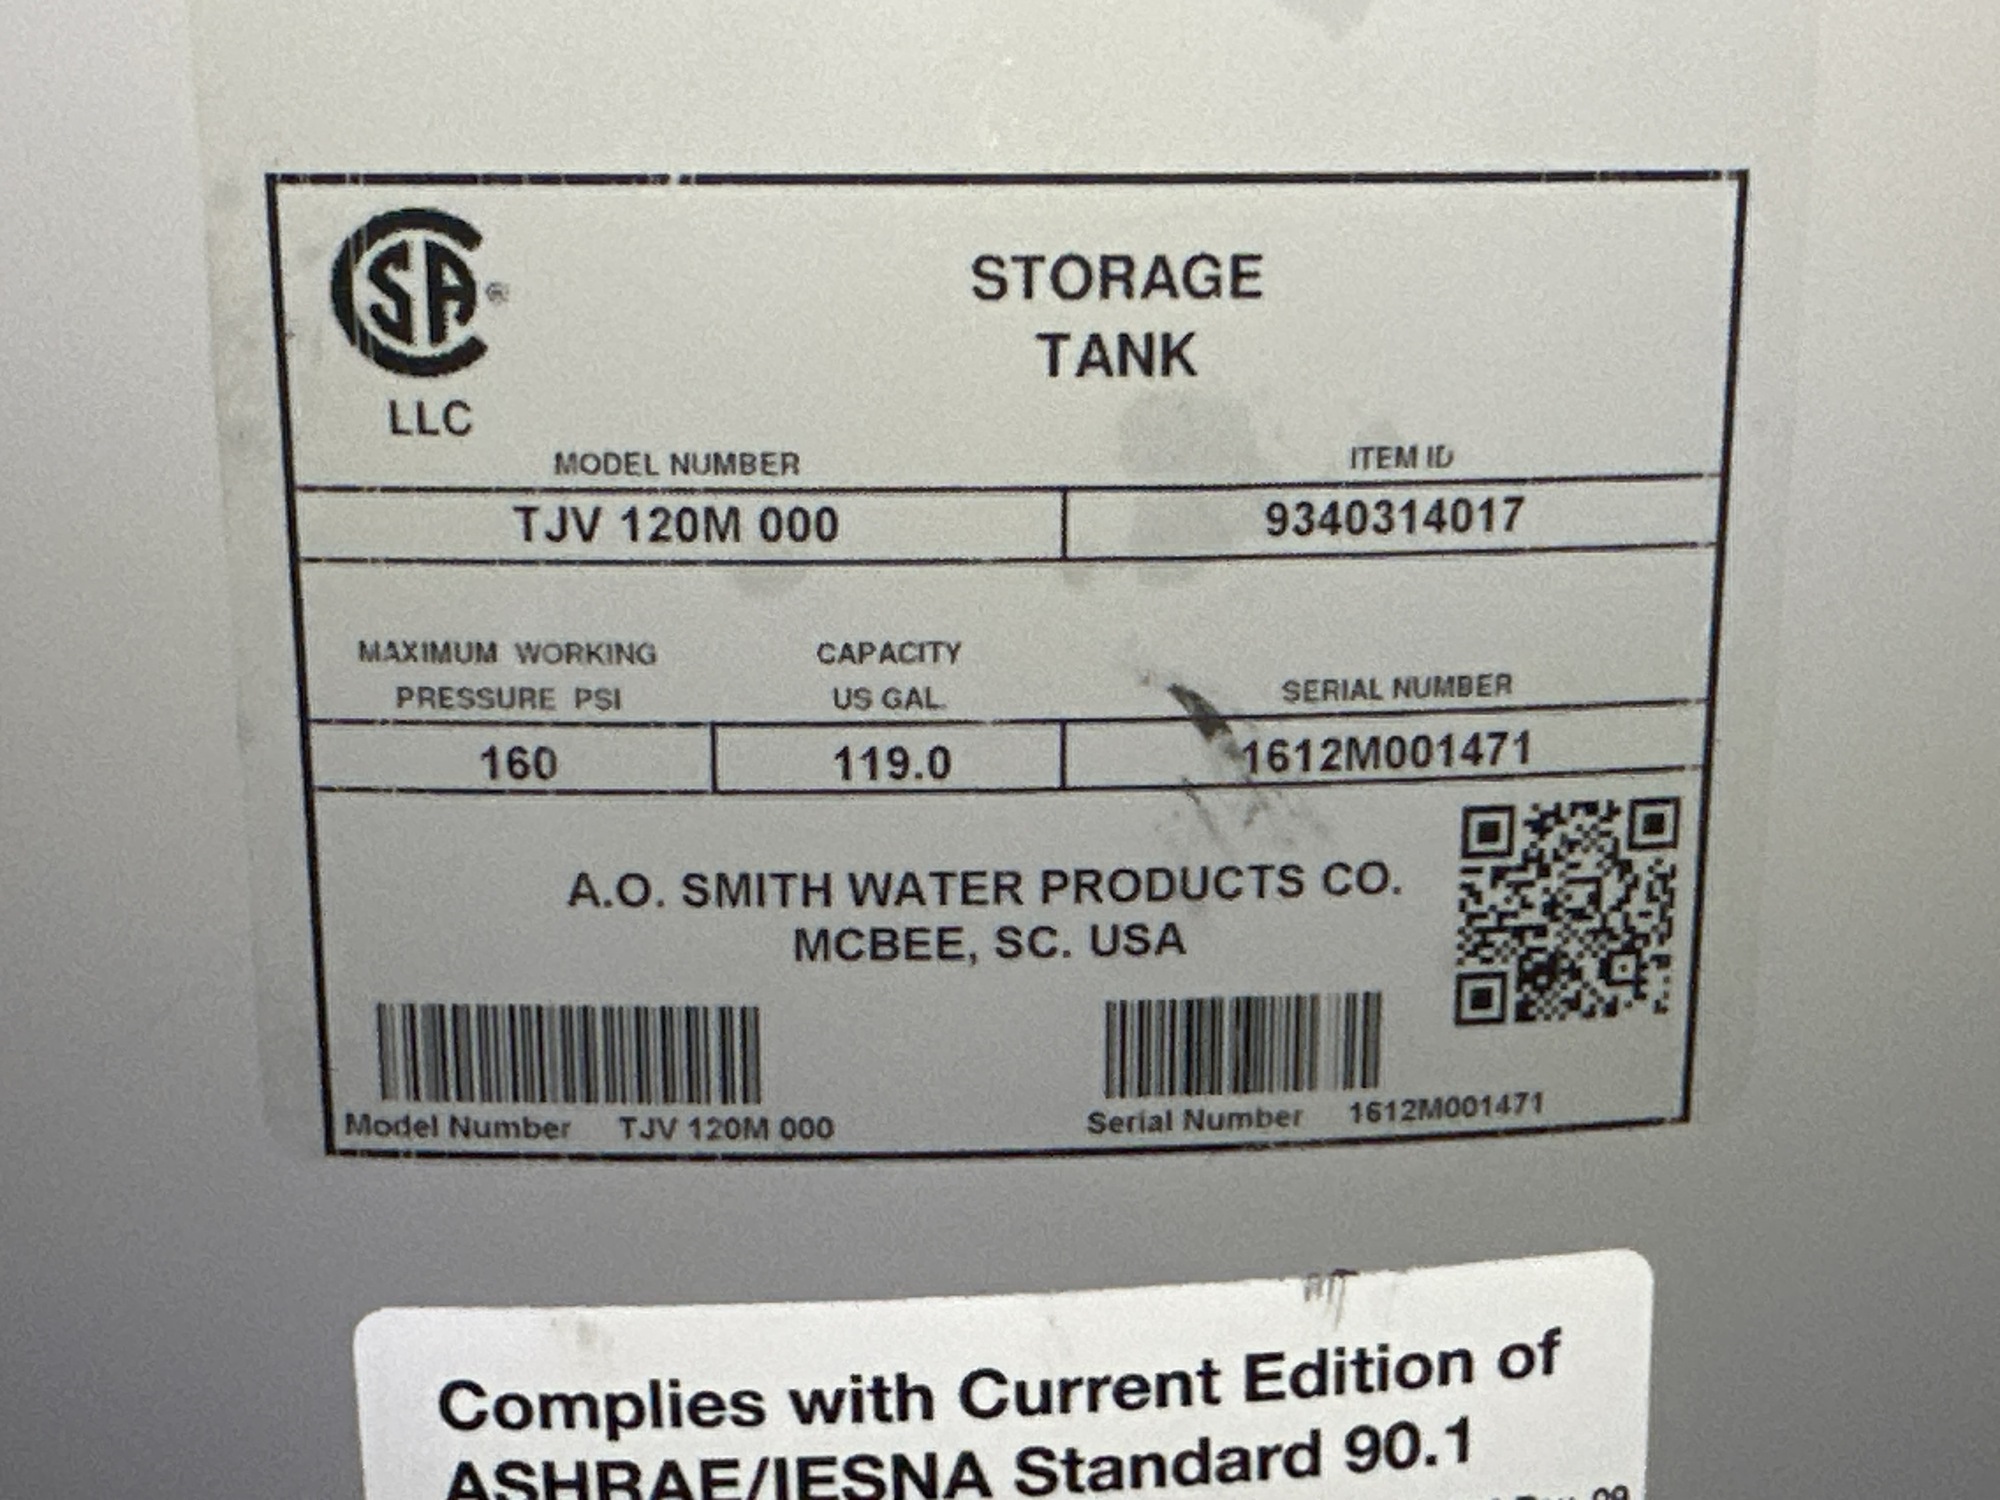 CSA®
LLC
STORAGE
TANK
MODEL NUMBER ITEM ID
TJV 120M 000 9340314017
MAXIMUM WORKING CAPACITY
PRESSURE PSI US GAL. SERIAL NUMBER
160 119.0 1612M001471
A.O. SMITH WATER PRODUCTS CO.
MCBEE, SC. USA
Model Number TJV 120M 000 Serial Number 1612M001471
Complies with Current Edition of
ASHRAE/IESNA Standard 90.1